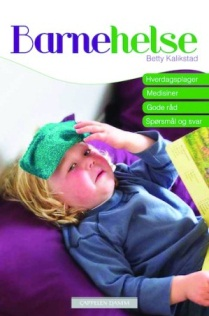 Barnehelse
Betty Kalikstad
Hverdagsplager
Medisiner
Gode råd
Spørsmål og svar
CAPPELEN DAMM